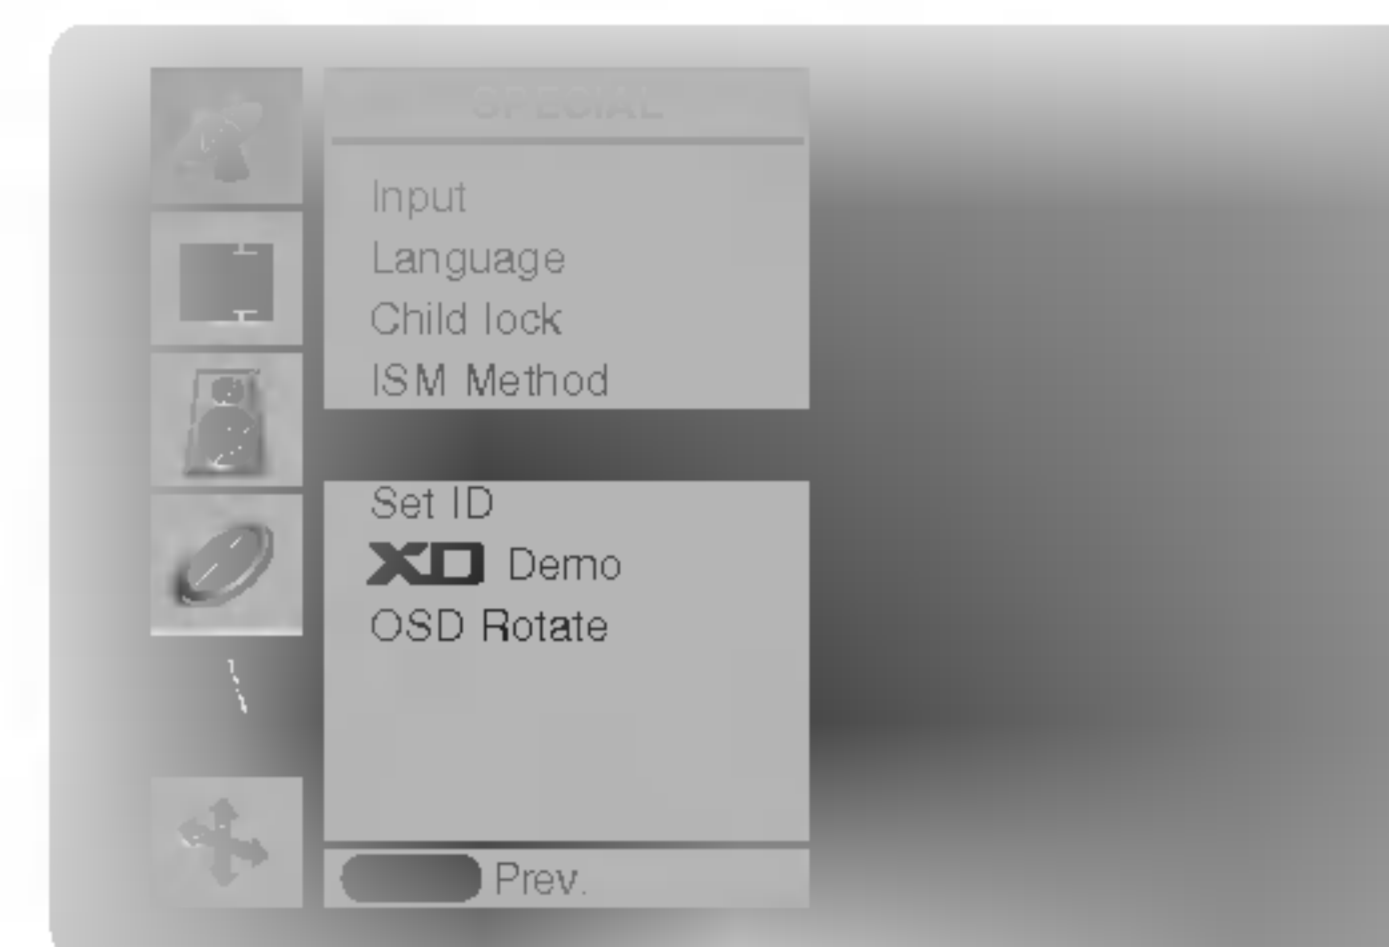 SPECIAL
Input
Language
Child lock
ISM Method
Set ID
XD Demo
OSD Rotate
Prev.